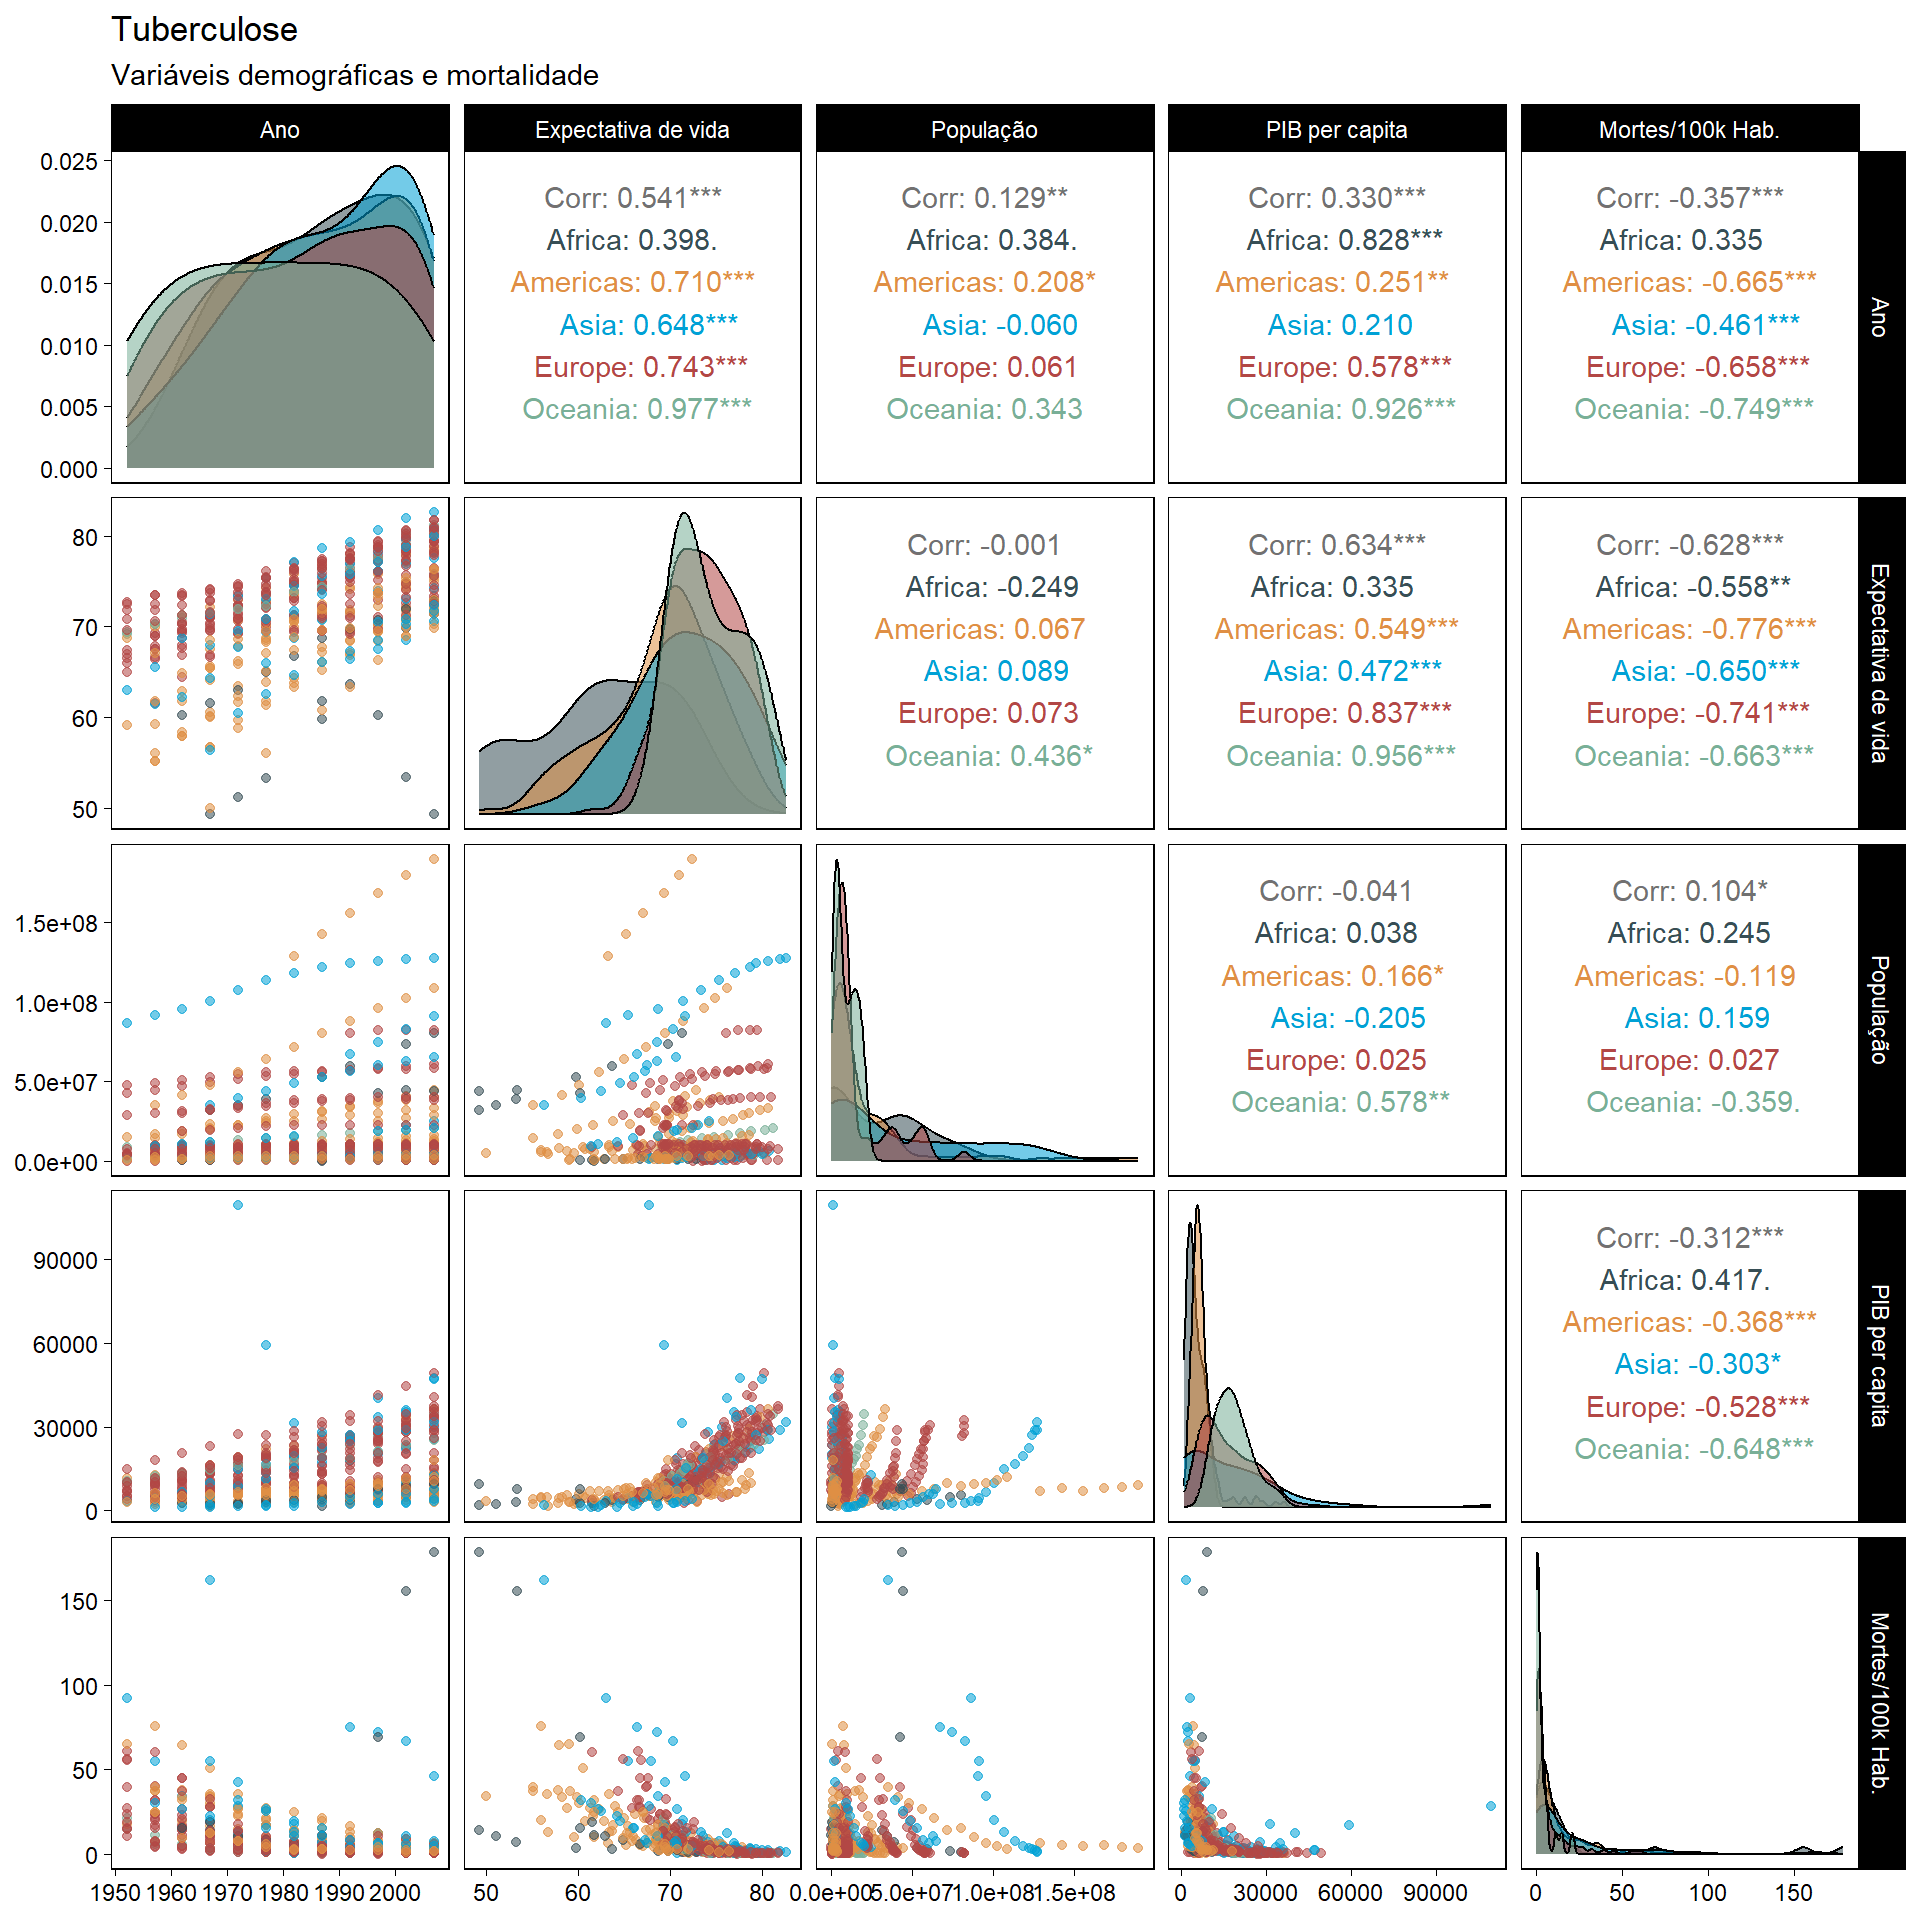 Tuberculose
Variáveis demográficas e mortalidade
Ano
Expectativa de vida
População
PIB per capita
Mortes/100k Hab.
0.025
0.020
0.015
0.010
0.005
0.000
Corr: 0.541***
Africa: 0.398.
Americas: 0.710***
Asia: 0.648***
Europe: 0.743***
Oceania: 0.977***
Corr: 0.129**
Africa: 0.384.
Americas: 0.208*
Asia: -0.060
Europe: 0.061
Oceania: 0.343
Corr: 0.330***
Africa: 0.828***
Americas: 0.251**
Asia: 0.210
Europe: 0.578***
Oceania: 0.926***
Corr: -0.357***
Africa: 0.335
Americas: -0.665***
Asia: -0.461***
Europe: -0.658***
Oceania: -0.749***
Ano
80
70
60
50
Corr: -0.001
Africa: -0.249
Americas: 0.067
Asia: 0.089
Europe: 0.073
Oceania: 0.436*
Corr: 0.634***
Africa: 0.335
Americas: 0.549***
Asia: 0.472***
Europe: 0.837***
Oceania: 0.956***
Corr: -0.628***
Africa: -0.558**
Americas: -0.776***
Asia: -0.650***
Europe: -0.741***
Oceania: -0.663***
Expectativa de vida
1.5e+08
1.0e+08
5.0e+07
0.0e+00
Corr: -0.041
Africa: 0.038
Americas: 0.166*
Asia: -0.205
Europe: 0.025
Oceania: 0.578**
Corr: 0.104*
Africa: 0.245
Americas: -0.119
Asia: 0.159
Europe: 0.027
Oceania: -0.359.
População
90000
60000
30000
0
Corr: -0.312***
Africa: 0.417.
Americas: -0.368***
Asia: -0.303*
Europe: -0.528***
Oceania: -0.648***
PIB per capita
150
100
50
0
Mortes/100k Hab.
1950 1960 1970 1980 1990 2000
50 60 70 80
0.0e+00 5.0e+07 1.0e+08 1.5e+08
0 30000 60000 90000
0 50 100 150